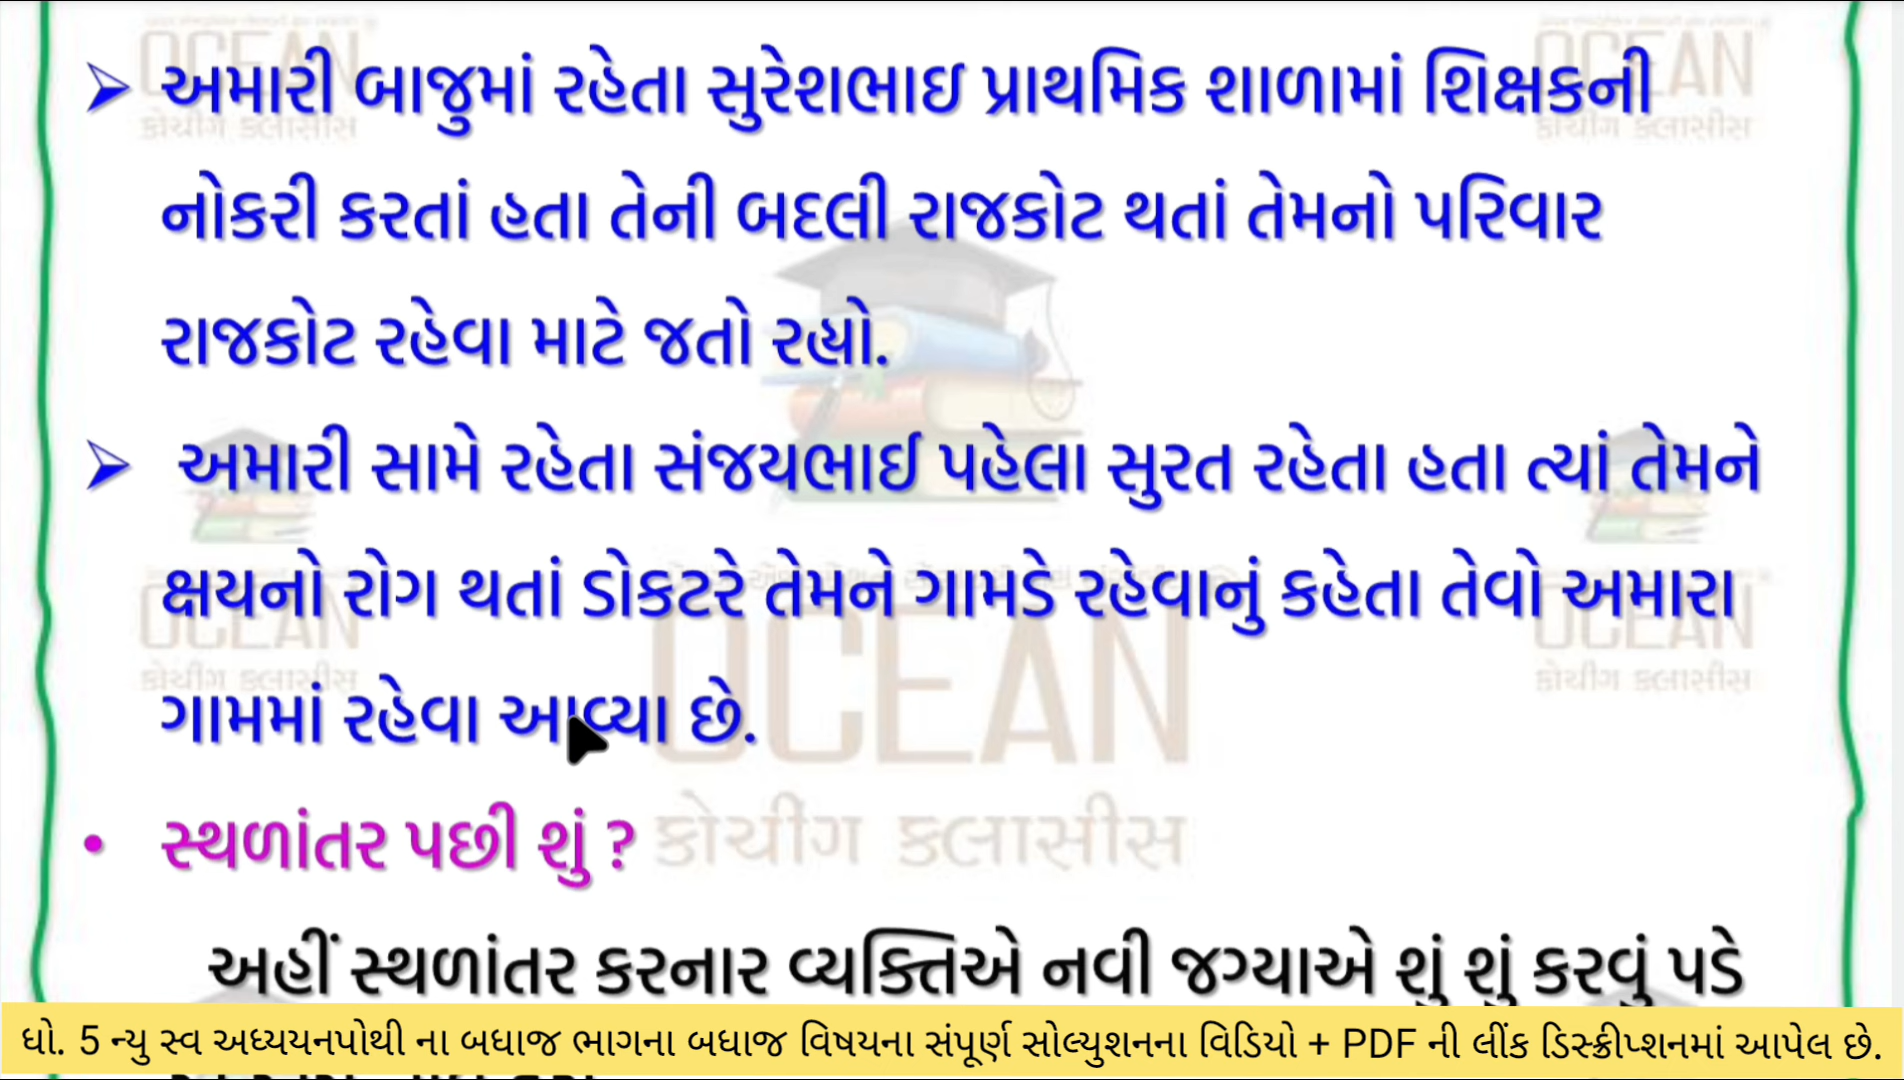 ➢ અમારી બાજુમાં રહેતા સુરેશભાઇ પ્રાથમિક શાળામાં શિક્ષકની
નોકરી કરતાં હતા તેની બદલી રાજકોટ થતાં તેમનો પરિવાર
રાજકોટ રહેવા માટે જતો રહ્યો.
➢ અમારી સામે રહેતા સંજયભાઈ પહેલા સુરત રહેતા હતા ત્યાં તેમને
ક્ષયનો રોગ થતાં ડોકટરે તેમને ગામડે રહેવાનું કહેતા તેવો અમારા
ગામમાં રહેવા આવ્યા છે.
• સ્થળાંતર પછી શું ?
અહીં સ્થળાંતર કરનાર વ્યક્તિએ નવી જગ્યાએ શું શું કરવું પડે
ધો. 5 ન્યુ સ્વ અધ્યયનપોથી ના બધાજ ભાગના બધાજ વિષયના સંપૂર્ણ સોલ્યુશનના વિડિયો + PDF ની લીંક ડિસ્ક્રીપ્શનમાં આપેલ છે.
OCEAN
કોચીંગ ક્લાસીસ